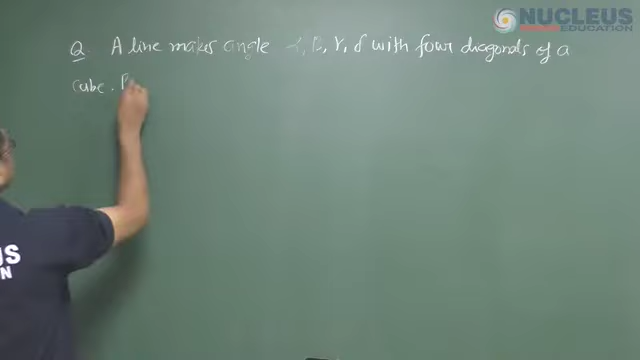 NUCLEUS
EDUCATION
Q. A line makes angle α, β, γ, δ with four diagonals of a
cube. P
US
N